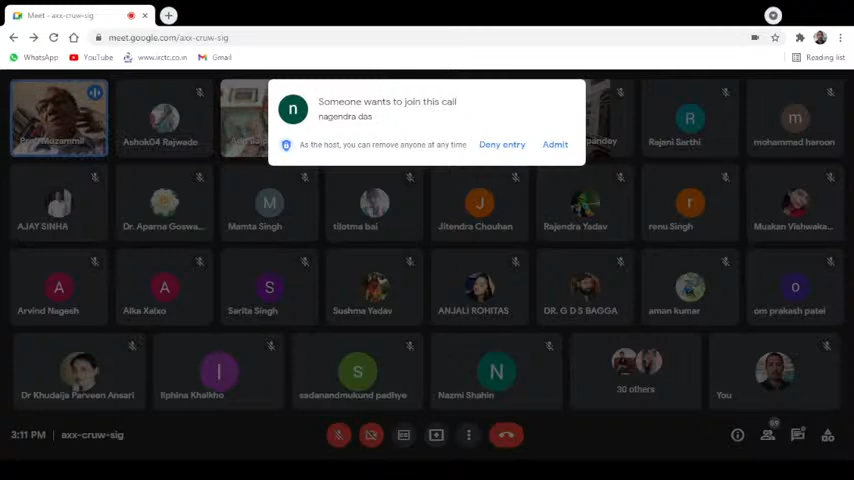 Meet - axx-cruw-sig
meet.google.com/axx-cruw-sig
WhatsApp YouTube www.irctc.co.in Gmail Reading list
n
Someone wants to join this call
nagendra das
As the host, you can remove anyone at any time Deny entry Admit
Ashok04 Rajwade
pandey
R
Rajani Sarthi
m
mohammad haroon
AJAY SINHA
Dr. Aparna Goswa...
M
Mamta Singh
tilotma bai
J
Jitendra Chouhan
Rajendra Yadav
r
renu Singh
Muskan Vishwaka...
A
Arvind Nagesh
A
Alka Xalxo
S
Sarita Singh
Sushma Yadav
ANJALI ROHITAS
DR. G D S BAGGA
aman kumar
o
om prakash patel
Dr Khudaija Parveen Ansari
I
liphina Khalkho
S
sadanandmukund padhye
N
Nazmi Shahin
30 others
You
3:11 PM | axx-cruw-sig